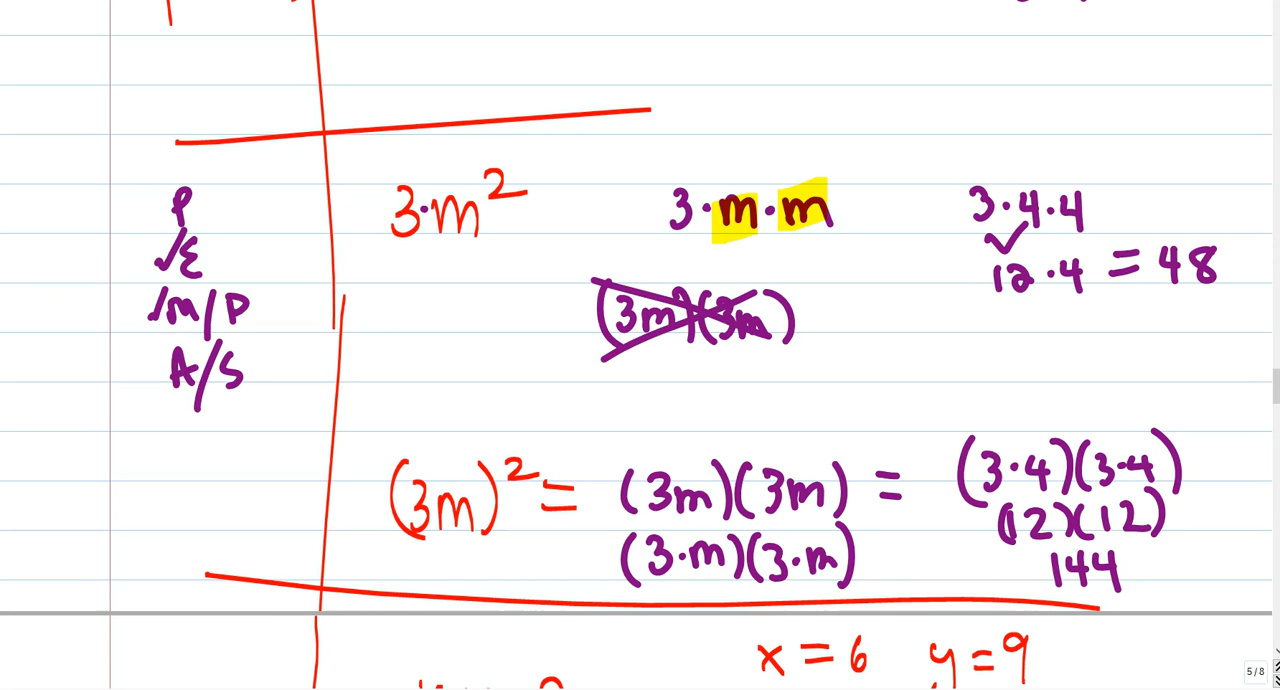 P
E
M/D
A/S
3·m²
3·m·m
3·4·4
12·4 = 48
(3m)(3m)
(3m)² = (3m)(3m) = (3·4)(3·4)
(3·m)(3·m)
(12)(12)
144
x = 6 y = 9
5/8